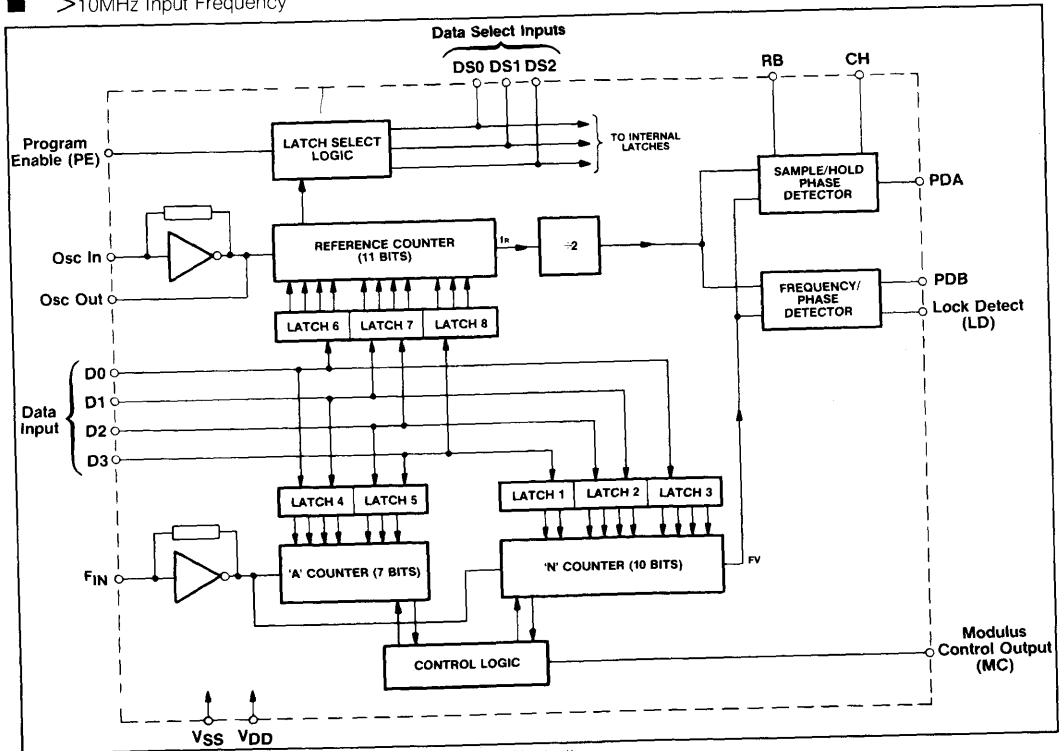 ■ >10MHz Input Frequency
Data Select Inputs
DS0 DS1 DS2
RB
CH
Program
Enable (PE)
LATCH SELECT
LOGIC
TO INTERNAL
LATCHES
SAMPLE/HOLD
PHASE
DETECTOR
PDA
Osc In
REFERENCE COUNTER
(11 BITS)
fR
÷2
Osc Out
FREQUENCY/
PHASE
DETECTOR
PDB
Lock Detect
(LD)
LATCH 6
LATCH 7
LATCH 8
Data
Input
D0
D1
D2
D3
LATCH 4
LATCH 5
LATCH 1
LATCH 2
LATCH 3
FIN
'A' COUNTER (7 BITS)
'N' COUNTER (10 BITS)
FV
CONTROL LOGIC
Modulus
Control Output
(MC)
VSS
VDD